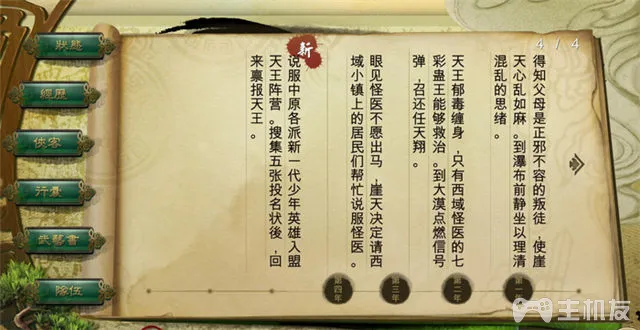 狀態
經歷
俠客
行囊
武藝書
隊伍
4/4
得知父母是正邪不容的叛徒，使崖
天心乱如麻。到瀑布前静坐以理清
混乱的思绪。
天王郁毒缠身，只有西域怪医的七
彩蛊王能够救治。到大漠点燃信号
弹，召还任天翔。
眼见怪医不愿出马，崖天决定请西
域小镇上的居民们帮忙说服怪医。
新
说服中原各派新一代少年英雄入盟
天王阵营。搜集五张投名状後，回
来禀报天王。
第一
第二年
第三年
第四年
主机友